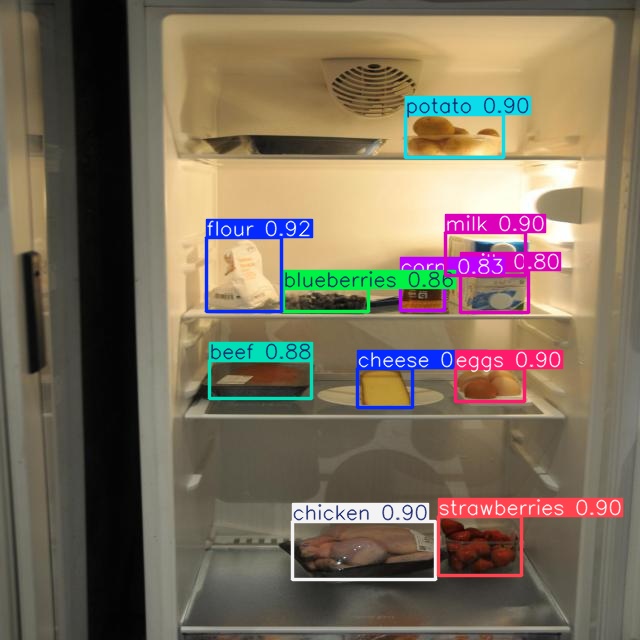 potato 0.90
milk 0.90
flour 0.92
0.80
corn 0.83
blueberries 0.86
beef 0.88
cheese 0
eggs 0.90
strawberries 0.90
chicken 0.90